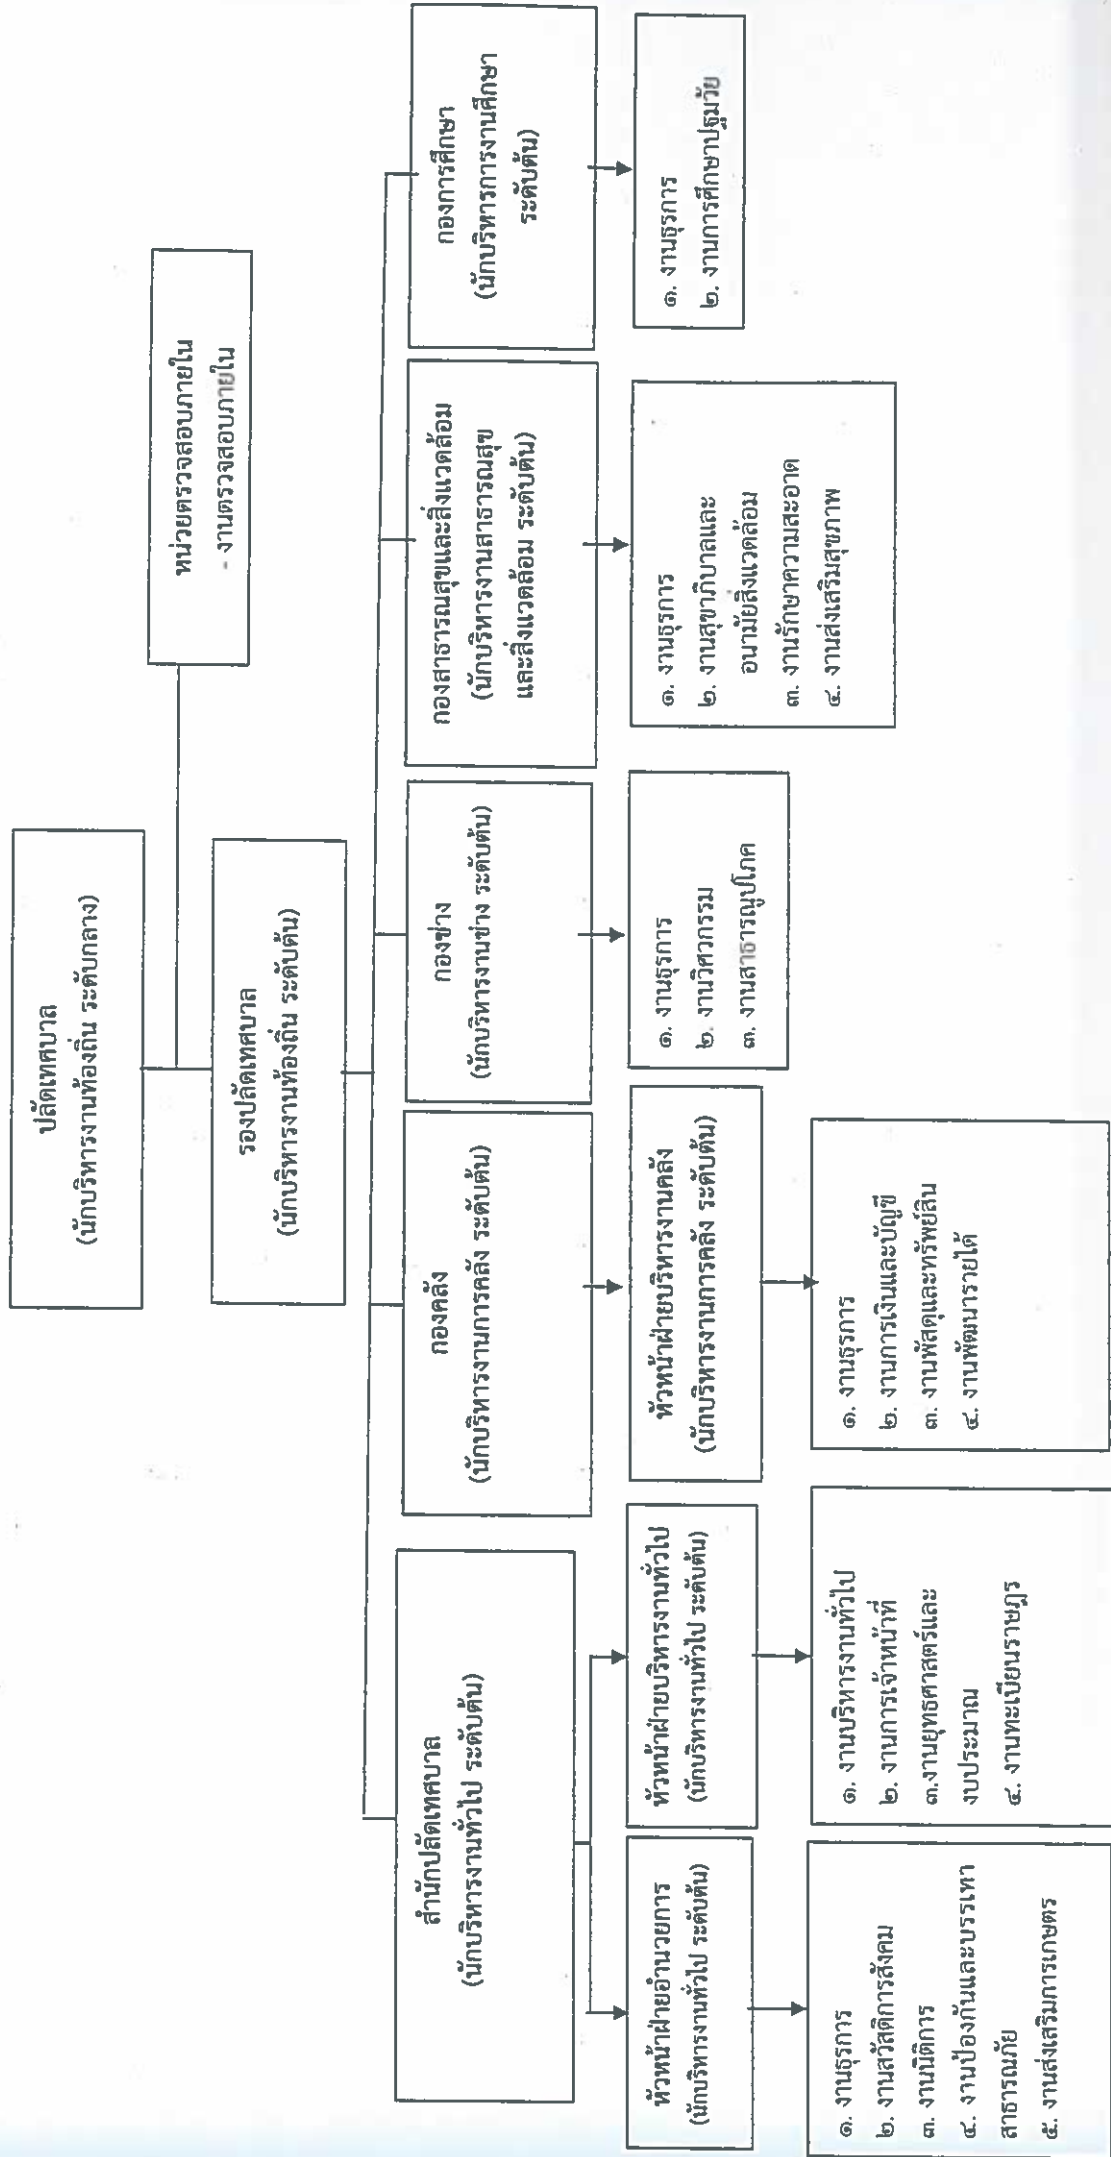 ปลัดเทศบาล
(นักบริหารงานท้องถิ่น ระดับกลาง)
หน่วยตรวจสอบภายใน
- งานตรวจสอบภายใน
รองปลัดเทศบาล
(นักบริหารงานท้องถิ่น ระดับต้น)
สำนักปลัดเทศบาล
(นักบริหารงานทั่วไป ระดับต้น)
กองคลัง
(นักบริหารงานการคลัง ระดับต้น)
กองช่าง
(นักบริหารงานช่าง ระดับต้น)
กองสาธารณสุขและสิ่งแวดล้อม
(นักบริหารงานสาธารณสุข
และสิ่งแวดล้อม ระดับต้น)
กองการศึกษา
(นักบริหารการงานศึกษา
ระดับต้น)
หัวหน้าฝ่ายอำนวยการ
(นักบริหารงานทั่วไป ระดับต้น)
หัวหน้าฝ่ายบริหารงานทั่วไป
(นักบริหารงานทั่วไป ระดับต้น)
หัวหน้าฝ่ายบริหารงานคลัง
(นักบริหารงานการคลัง ระดับต้น)
๑. งานธุรการ
๒. งานวิศวกรรม
๓. งานสาธารณูปโภค
๑. งานธุรการ
๒. งานสุขาภิบาลและ
อนามัยสิ่งแวดล้อม
๓. งานรักษาความสะอาด
๔. งานส่งเสริมสุขภาพ
๑. งานธุรการ
๒. งานการศึกษาปฐมวัย
๑. งานธุรการ
๒. งานสวัสดิการสังคม
๓. งานนิติการ
๔. งานป้องกันและบรรเทา
สาธารณภัย
๕. งานส่งเสริมการเกษตร
๑. งานบริหารงานทั่วไป
๒. งานการเจ้าหน้าที่
๓.งานยุทธศาสตร์และ
งบประมาณ
๔. งานทะเบียนราษฎร
๑. งานธุรการ
๒. งานการเงินและบัญชี
๓. งานพัสดุและทรัพย์สิน
๔. งานพัฒนารายได้